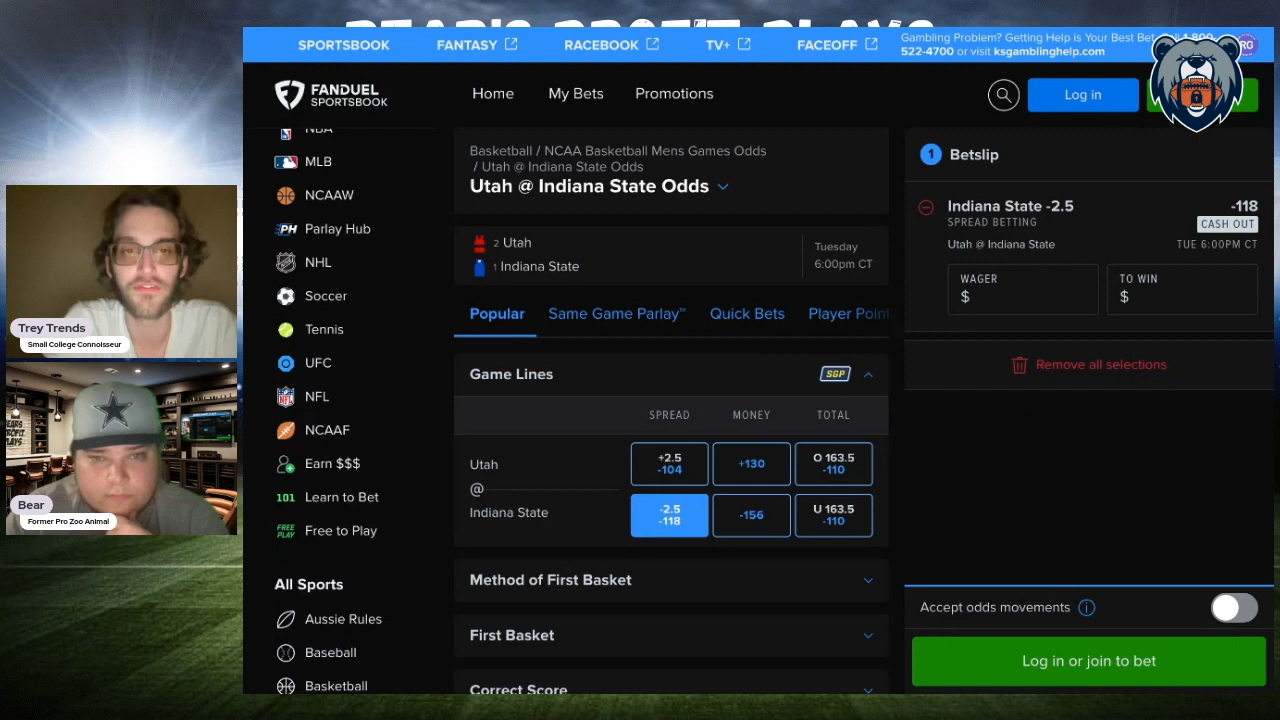 BEAR'S PROFIT PLAYS
SPORTSBOOK
FANTASY
RACEBOOK
TV+
FACEOFF
Gambling Problem? Getting Help is Your Best Bet.
522-4700 or visit ksgamblinghelp.com
RG
FANDUEL
SPORTSBOOK
Home
My Bets
Promotions
Log in
NBA
MLB
NCAAW
PH Parlay Hub
NHL
Soccer
Tennis
UFC
NFL
NCAAF
Earn $$$
101 Learn to Bet
FREE PLAY Free to Play
All Sports
Aussie Rules
Baseball
Basketball
Basketball / NCAA Basketball Mens Games Odds
/ Utah @ Indiana State Odds
Utah @ Indiana State Odds
2 Utah
1 Indiana State
Tuesday
6:00pm CT
Popular
Same Game Parlay™
Quick Bets
Player Point
Game Lines
SGP
SPREAD MONEY TOTAL
Utah
+2.5
-104
+130
O 163.5
-110
@
Indiana State
-2.5
-118
-156
U 163.5
-110
Method of First Basket
First Basket
Correct Score
1 Betslip
Indiana State -2.5 -118
SPREAD BETTING CASH OUT
Utah @ Indiana State TUE 6:00PM CT
WAGER
$
TO WIN
$
Remove all selections
Accept odds movements
Log in or join to bet
Trey Trends
Small College Connoisseur
Bear
Former Pro Zoo Animal